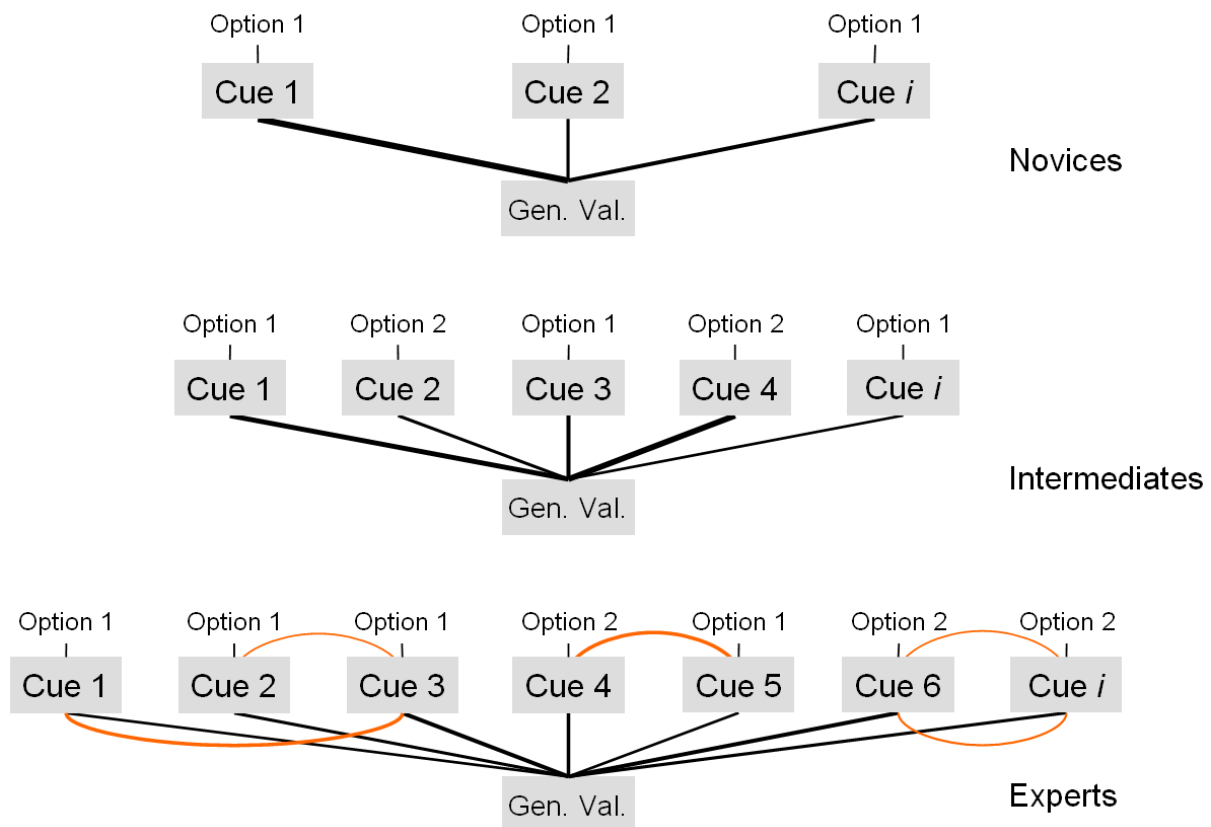 Option 1 Option 1 Option 1
Cue 1 Cue 2 Cue i
Novices
Gen. Val.
Option 1 Option 2 Option 1 Option 2 Option 1
Cue 1 Cue 2 Cue 3 Cue 4 Cue i
Intermediates
Gen. Val.
Option 1 Option 1 Option 1 Option 2 Option 1 Option 2 Option 2
Cue 1 Cue 2 Cue 3 Cue 4 Cue 5 Cue 6 Cue i
Experts
Gen. Val.